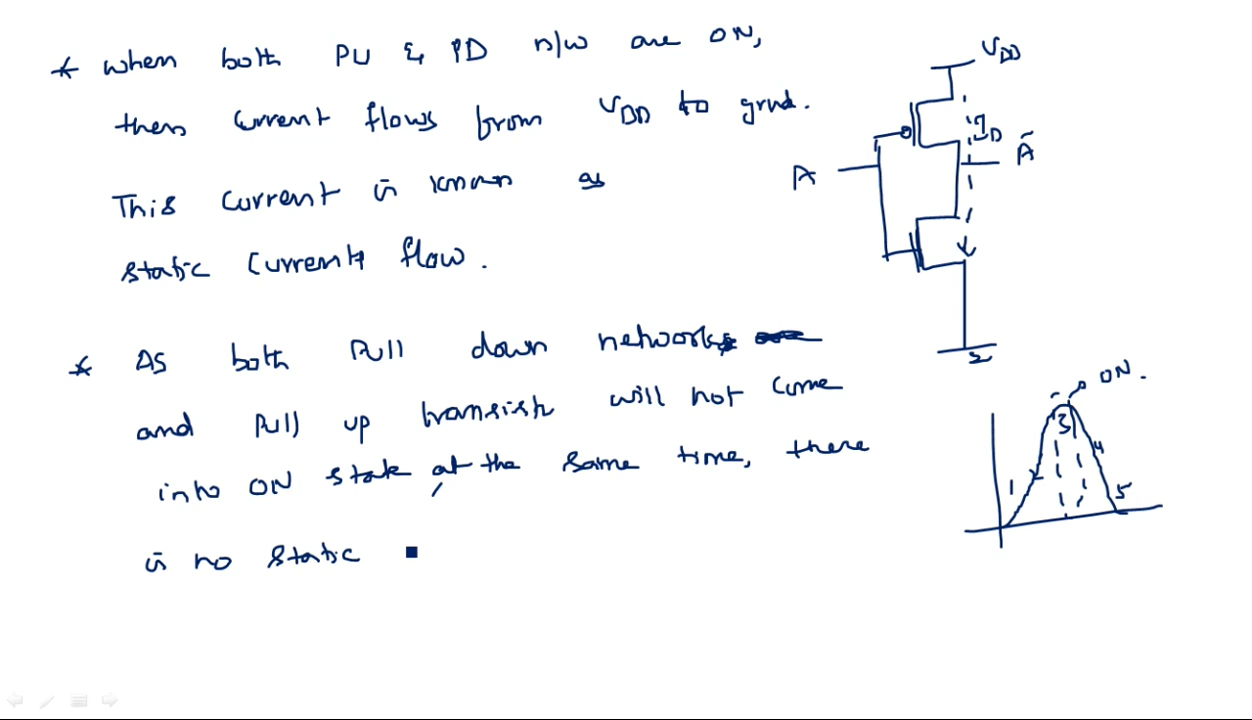 * When both PU & PD n/w are ON,
then current flows from VDD to grnd.
This current is known as
static current flow.
* As both Pull down network
and Pull up transistr will not come
into ON state at the same time, there
is no static
VDD
ID
A
Ā
ON.
1
3
4
5